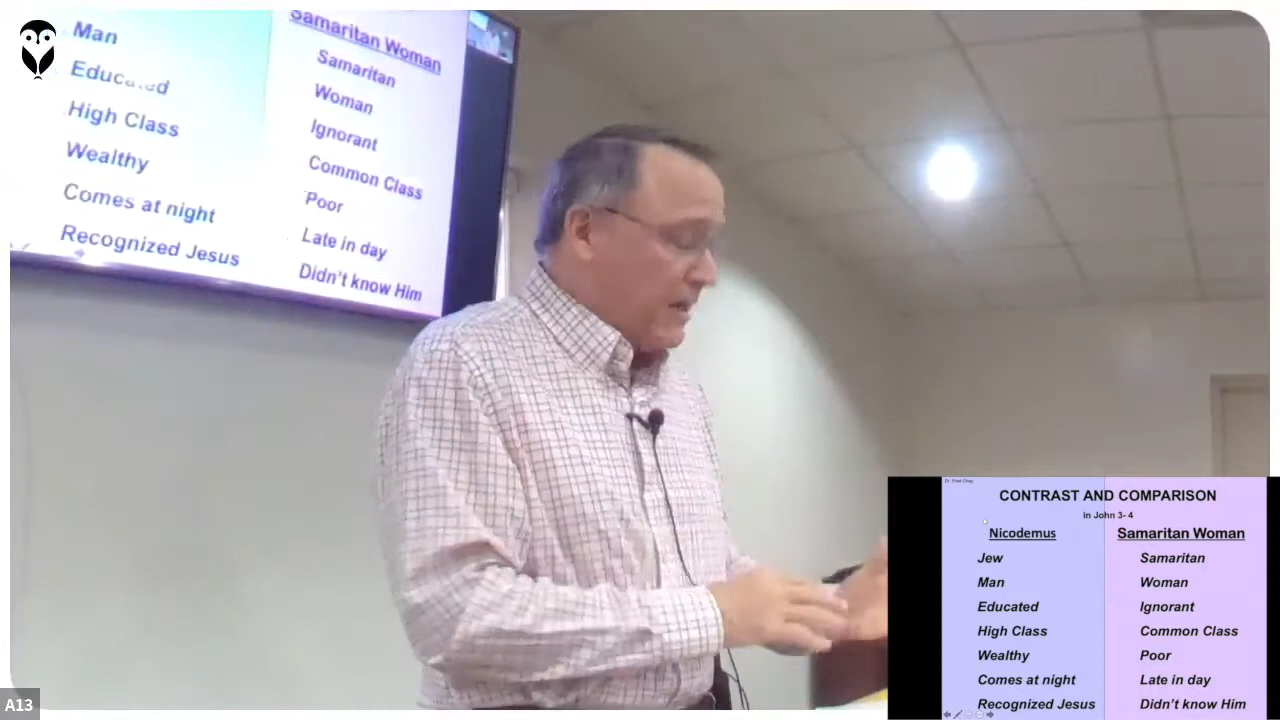 Man
Educated
High Class
Wealthy
Comes at night
Recognized Jesus
Samaritan Woman
Samaritan
Woman
Ignorant
Common Class
Poor
Late in day
Didn't know Him
Dr. Fred Chay
CONTRAST AND COMPARISON
in John 3- 4
Nicodemus
Samaritan Woman
Jew
Samaritan
Man
Woman
Educated
Ignorant
High Class
Common Class
Wealthy
Poor
Comes at night
Late in day
Recognized Jesus
Didn't know Him
A13